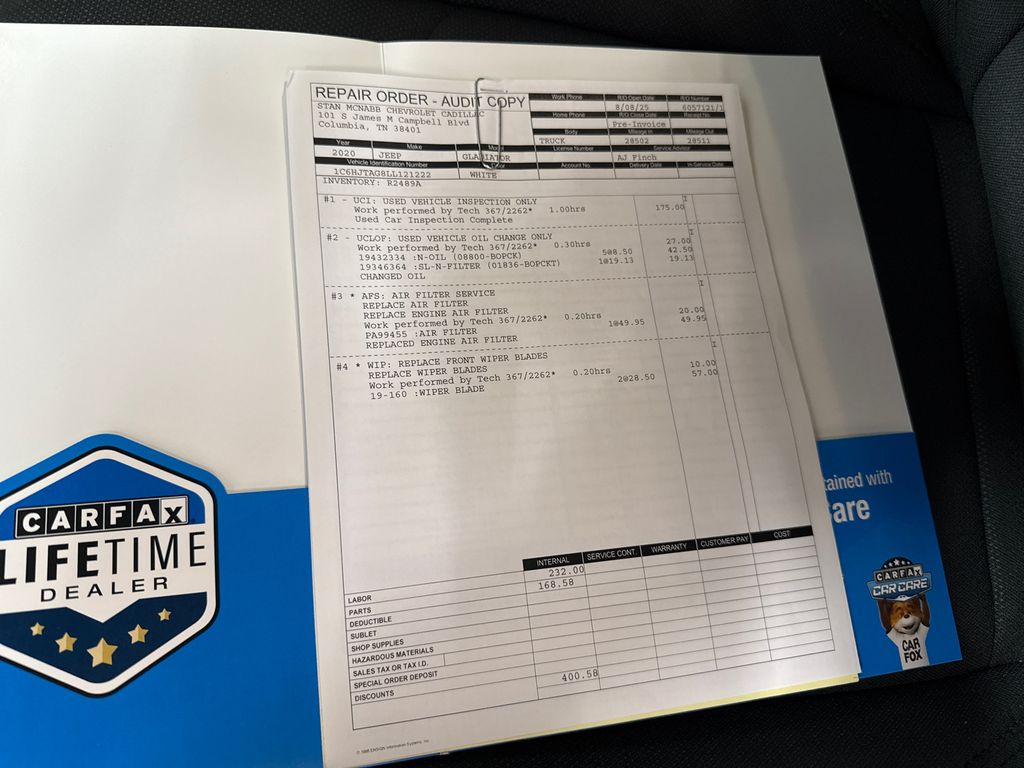 REPAIR ORDER - AUDIT COPY
STAN MCNABB CHEVROLET CADILLAC
101 S James M Campbell Blvd
Columbia, TN 38401
Work Phone R/O Open Date R/O Number
8/08/25 6057121/1
Home Phone R/O Close Date Receipt No.
Pre-Invoice
Body Mileage In Mileage Out
TRUCK 28502 28511
Year Make Model License Number Service Advisor
2020 JEEP GLADIATOR AJ Finch
Vehicle Identification Number Color Account No. Delivery Date In-Service Date
1C6HJTAG8LL121222 WHITE
INVENTORY: R2489A
#1 - UCI: USED VEHICLE INSPECTION ONLY I
Work performed by Tech 367/2262* 1.00hrs 175.00
Used Car Inspection Complete
#2 - UCLOF: USED VEHICLE OIL CHANGE ONLY I
Work performed by Tech 367/2262* 0.30hrs 27.00
19432334 :N-OIL (08800-BOPCK) 5@8.50 42.50
19346364 :SL-N-FILTER (01836-BOPCKT) 1@19.13 19.13
CHANGED OIL
#3 * AFS: AIR FILTER SERVICE I
REPLACE AIR FILTER
REPLACE ENGINE AIR FILTER
Work performed by Tech 367/2262* 0.20hrs 20.00
PA99455 :AIR FILTER 1@49.95 49.95
REPLACED ENGINE AIR FILTER
#4 * WIP: REPLACE FRONT WIPER BLADES I
REPLACE WIPER BLADES
Work performed by Tech 367/2262* 0.20hrs 10.00
19-160 :WIPER BLADE 2@28.50 57.00
INTERNAL SERVICE CONT. WARRANTY CUSTOMER PAY COST
LABOR 232.00
PARTS 168.58
DEDUCTIBLE
SUBLET
SHOP SUPPLIES
HAZARDOUS MATERIALS
SALES TAX OR TAX I.D.
SPECIAL ORDER DEPOSIT
DISCOUNTS
400.58
CARFAX
LIFETIME
DEALER
tained with
are
CARFAX
CAR CARE
CAR
FOX